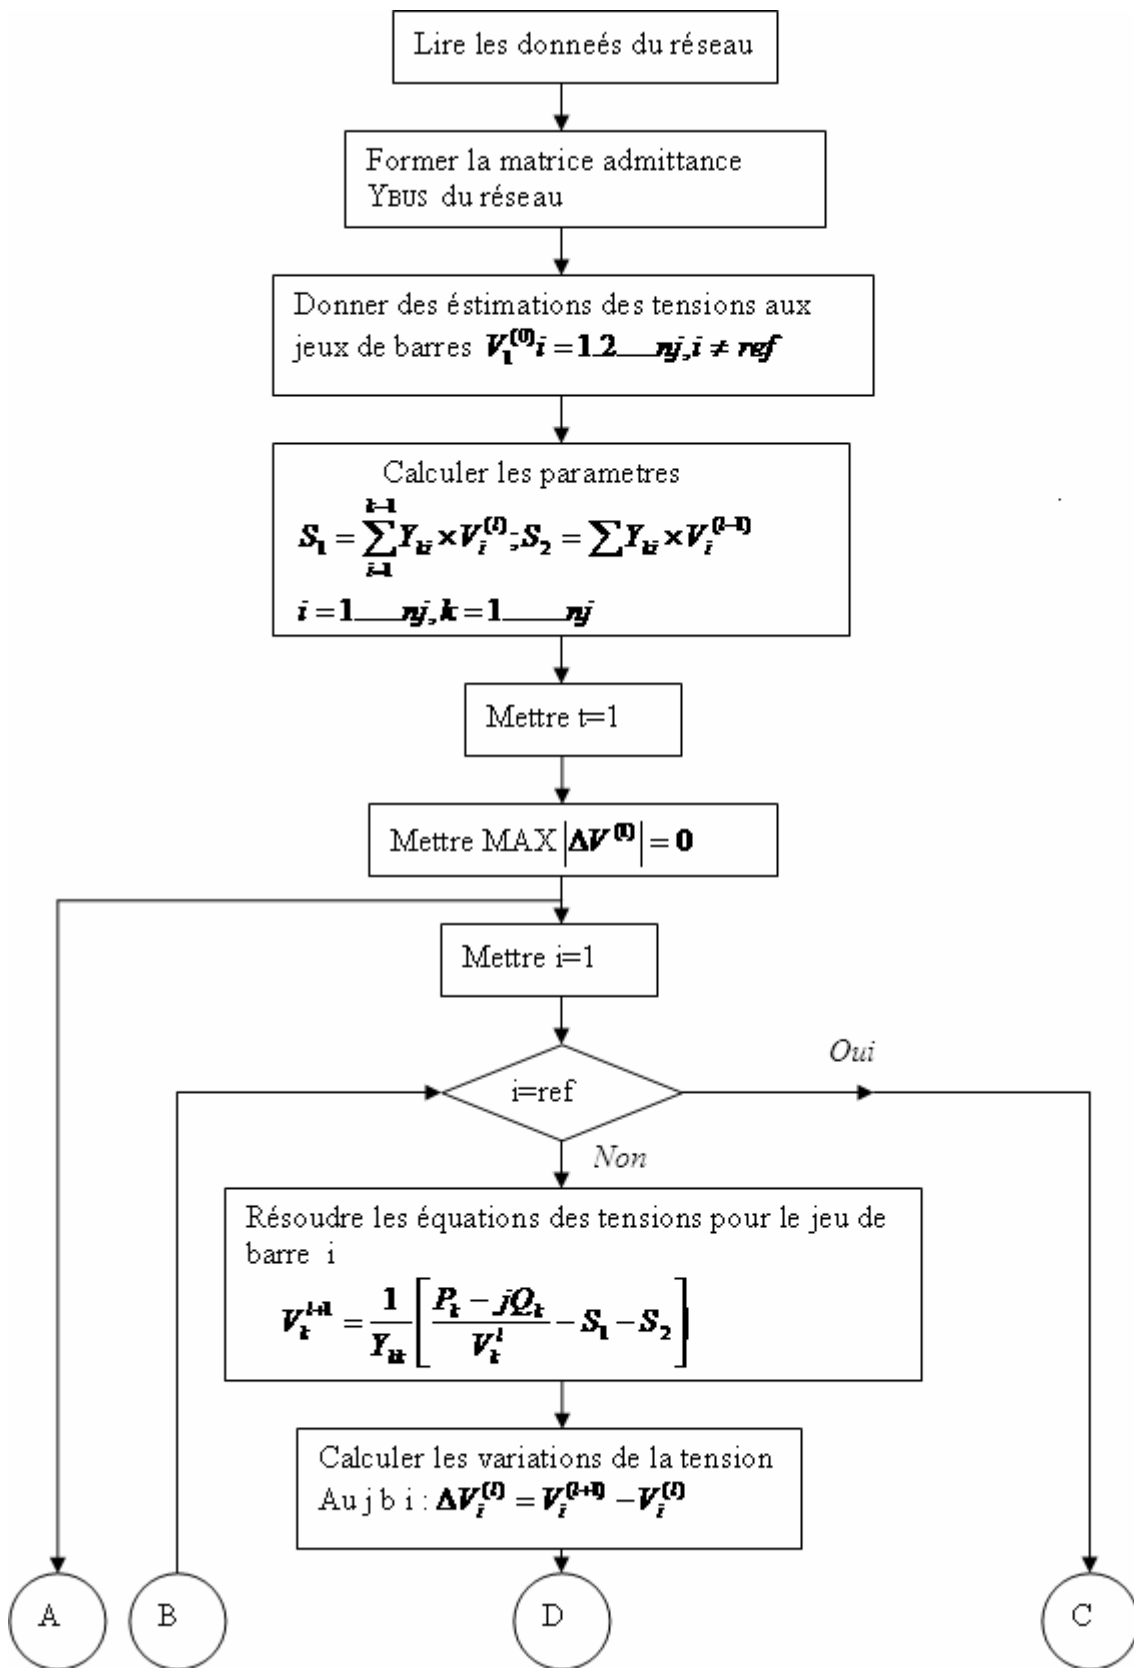 Lire les donneés du réseau
Former la matrice admittance
YBUS du réseau
Donner des éstimations des tensions aux
jeux de barres V₁⁽⁰⁾ i = 1.2___nj, i ≠ ref
Calculer les parametres
S₁ = ∑ᵢ₌₁ᵏ⁻¹ Yₖᵢ × Vᵢ⁽ˡ⁾; S₂ = ∑ Yₖᵢ × Vᵢ⁽ˡ⁻¹⁾
i = 1___nj, k = 1____nj
Mettre t=1
Mettre MAX |ΔV⁽⁰⁾| = 0
Mettre i=1
Oui
i=ref
Non
Résoudre les équations des tensions pour le jeu de
barre i
Vₖˡ⁺¹ = 1/Yₖₖ [ (Pₖ − jQₖ)/Vₖˡ − S₁ − S₂ ]
Calculer les variations de la tension
Au j b i : ΔVᵢ⁽ˡ⁾ = Vᵢ⁽ˡ⁺¹⁾ − Vᵢ⁽ˡ⁾
A B D C